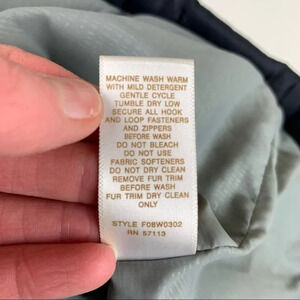 MACHINE WASH WARM
WITH MILD DETERGENT
GENTLE CYCLE
TUMBLE DRY LOW
SECURE ALL HOOK
AND LOOP FASTENERS
AND ZIPPERS
BEFORE WASH
DO NOT BLEACH
DO NOT USE
FABRIC SOFTENERS
DO NOT DRY CLEAN
REMOVE FUR TRIM
BEFORE WASH
FUR TRIM DRY CLEAN
ONLY
STYLE F08W0302
RN 57113